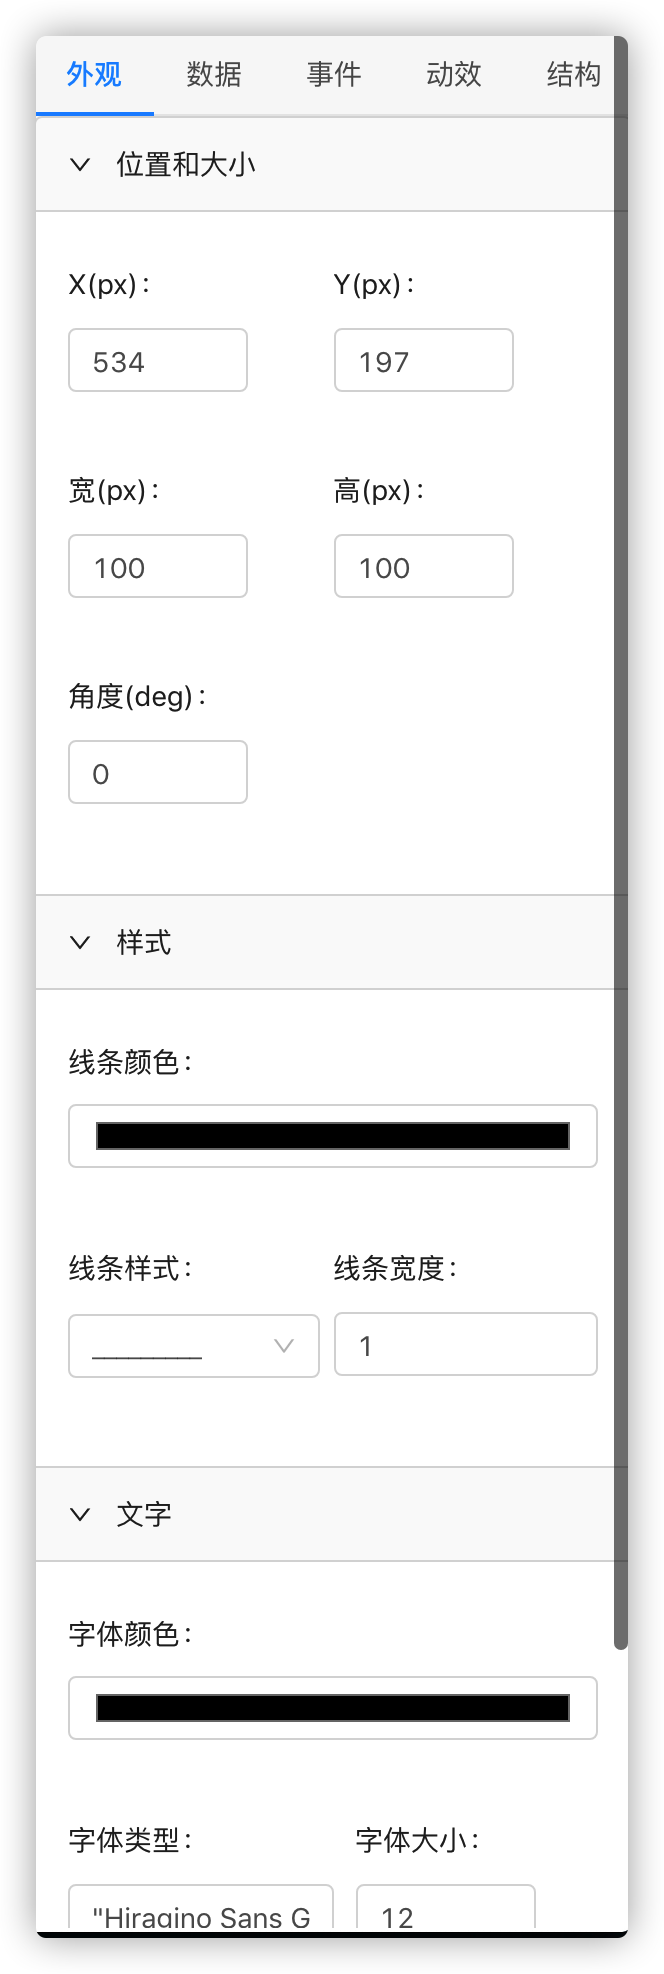 外观 数据 事件 动效 结构
位置和大小
X(px): Y(px):
534 197
宽(px): 高(px):
100 100
角度(deg):
0
样式
线条颜色:
线条样式: 线条宽度:
_________ 1
文字
字体颜色:
字体类型: 字体大小:
"Hiragino Sans G 12